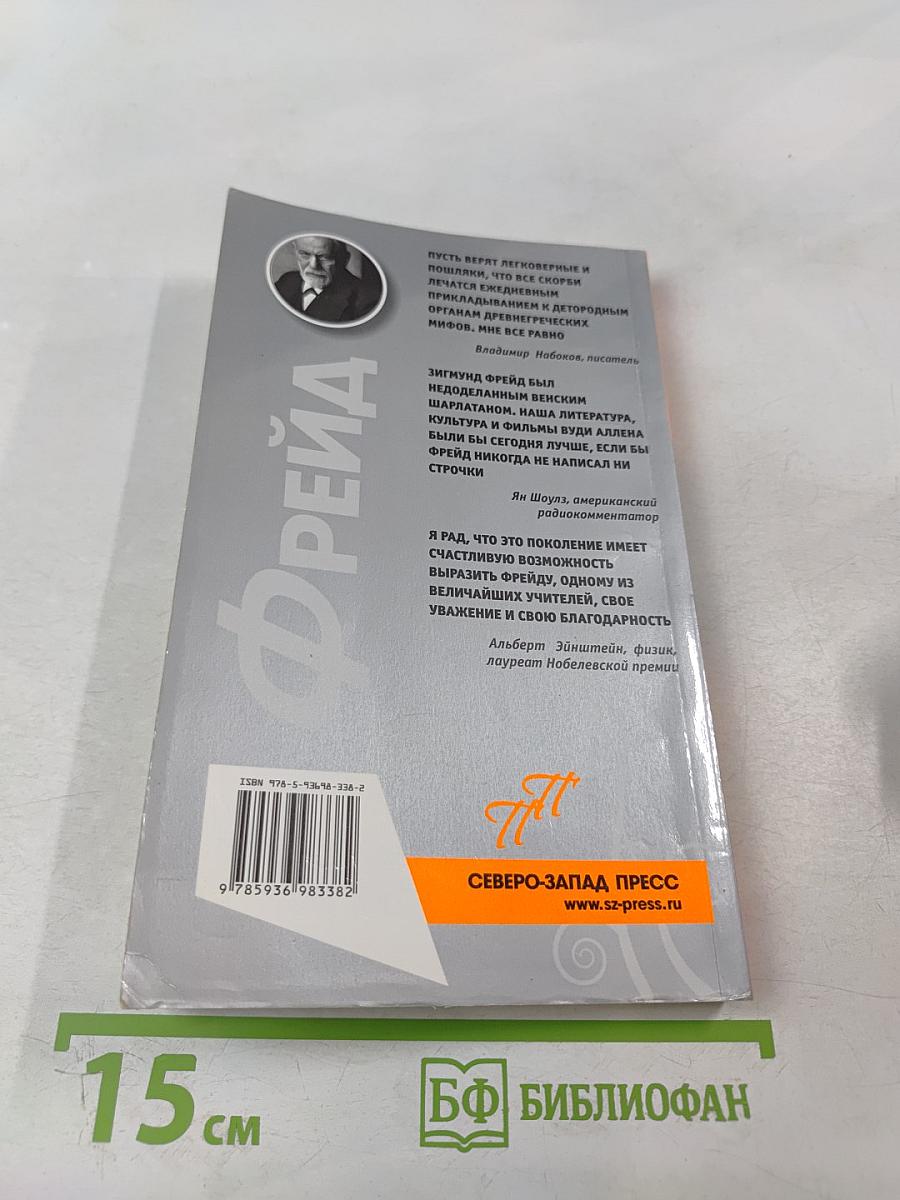 ПУСТЬ ВЕРЯТ ЛЕГКОВЕРНЫЕ И
ПОШЛЯКИ, ЧТО ВСЕ СКОРБИ
ЛЕЧАТСЯ ЕЖЕДНЕВНЫМ
ПРИКЛАДЫВАНИЕМ К ДЕТОРОДНЫМ
ОРГАНАМ ДРЕВНЕГРЕЧЕСКИХ
МИФОВ. МНЕ ВСЕ РАВНО
Владимир Набоков, писатель
ЗИГМУНД ФРЕЙД БЫЛ
НЕДОДЕЛАННЫМ ВЕНСКИМ
ШАРЛАТАНОМ. НАША ЛИТЕРАТУРА,
КУЛЬТУРА И ФИЛЬМЫ ВУДИ АЛЛЕНА
БЫЛИ БЫ СЕГОДНЯ ЛУЧШЕ, ЕСЛИ БЫ
ФРЕЙД НИКОГДА НЕ НАПИСАЛ НИ
СТРОЧКИ
Ян Шоулз, американский
радиокомментатор
Я РАД, ЧТО ЭТО ПОКОЛЕНИЕ ИМЕЕТ
СЧАСТЛИВУЮ ВОЗМОЖНОСТЬ
ВЫРАЗИТЬ ФРЕЙДУ, ОДНОМУ ИЗ
ВЕЛИЧАЙШИХ УЧИТЕЛЕЙ, СВОЕ
УВАЖЕНИЕ И СВОЮ БЛАГОДАРНОСТЬ
Альберт Эйнштейн, физик,
лауреат Нобелевской премии
ФРЕЙД
ISBN 978-5-93698-338-2
9 785936 983382
СЕВЕРО-ЗАПАД ПРЕСС
www.sz-press.ru
15 см
БФ БИБЛИОФАН